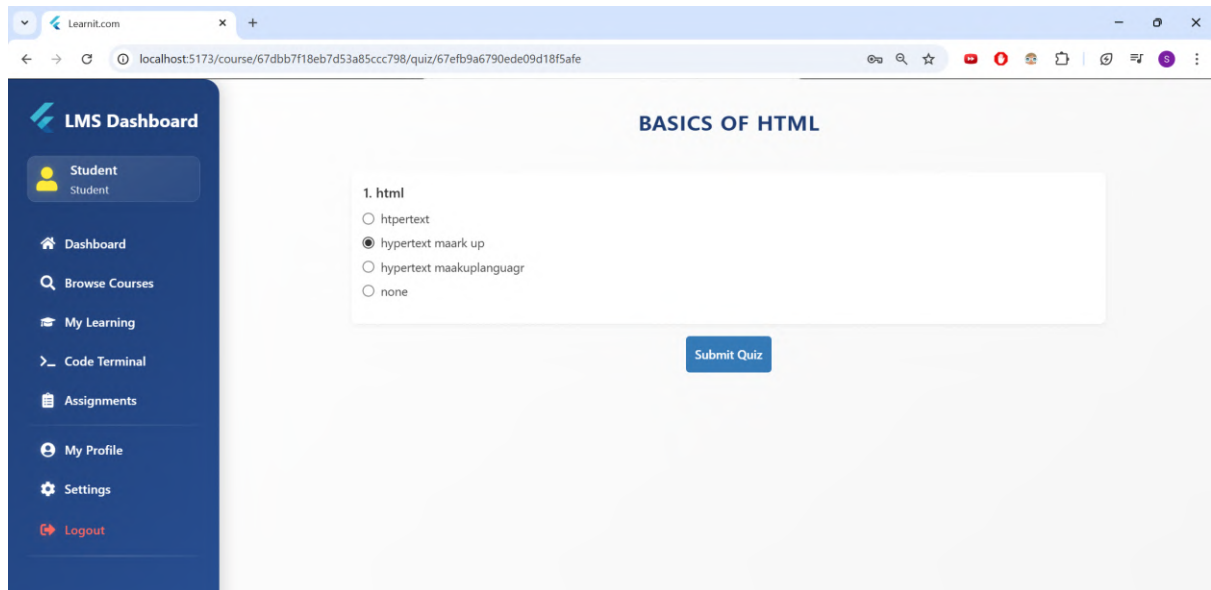 Learnit.com
localhost:5173/course/67dbb7f18eb7d53a85ccc798/quiz/67efb9a6790ede09d18f5afe
S
LMS Dashboard
Student
Student
Dashboard
Browse Courses
My Learning
Code Terminal
Assignments
My Profile
Settings
Logout
BASICS OF HTML
1. html
htpertext
hypertext maark up
hypertext maakuplanguagr
none
Submit Quiz